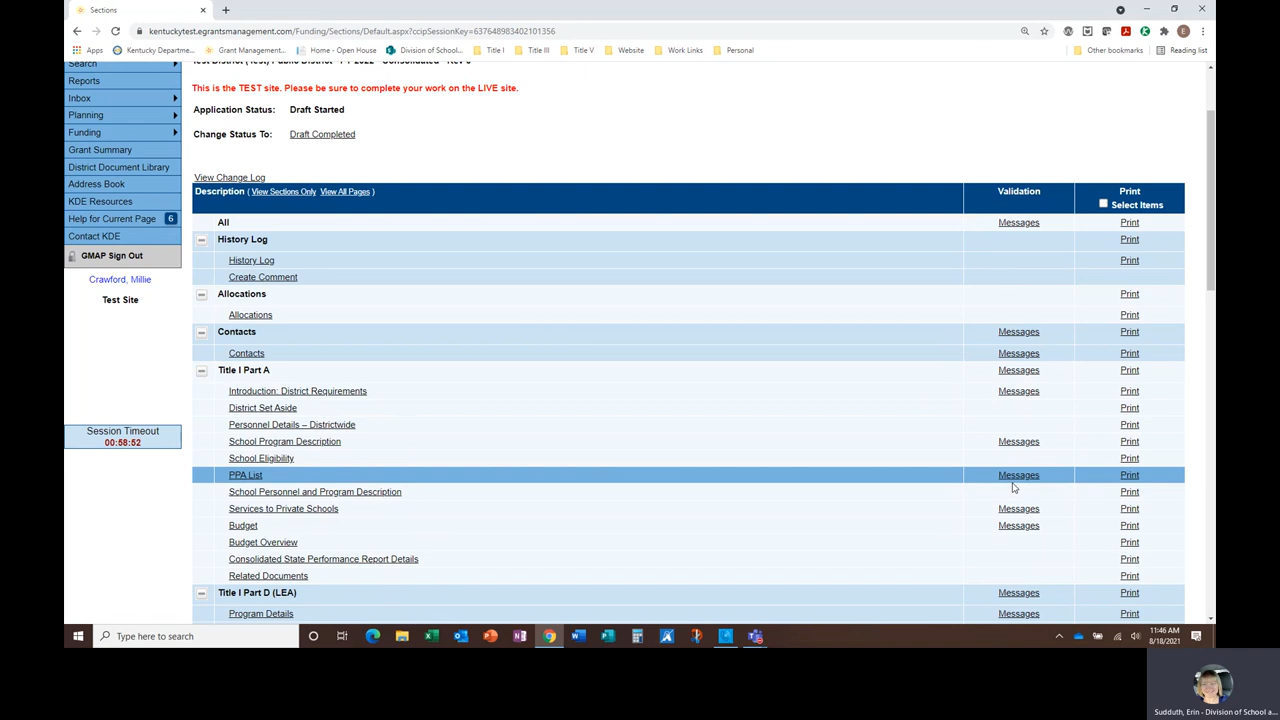 Sections
kentuckytest.egrantsmanagement.com/Funding/Sections/Default.aspx?ccipSessionKey=637648983402101356
Apps Kentucky Departme... Grant Management... Home - Open House Division of School... Title I Title III Title V Website Work Links Personal Other bookmarks Reading list
Search
Reports
Inbox
Planning
Funding
Grant Summary
District Document Library
Address Book
KDE Resources
Help for Current Page 6
Contact KDE
GMAP Sign Out
Crawford, Millie
Test Site
Session Timeout
00:58:52
This is the TEST site. Please be sure to complete your work on the LIVE site.
Application Status: Draft Started
Change Status To: Draft Completed
View Change Log
Description ( View Sections Only View All Pages ) Validation Print
Select Items
All Messages Print
History Log Print
History Log Print
Create Comment
Allocations Print
Allocations Print
Contacts Messages Print
Contacts Messages Print
Title I Part A Messages Print
Introduction: District Requirements Messages Print
District Set Aside Print
Personnel Details – Districtwide Print
School Program Description Messages Print
School Eligibility Print
PPA List Messages Print
School Personnel and Program Description Print
Services to Private Schools Messages Print
Budget Messages Print
Budget Overview Print
Consolidated State Performance Report Details Print
Related Documents Print
Title I Part D (LEA) Messages Print
Program Details Messages Print
Type here to search
11:46 AM
8/18/2021
Sudduth, Erin - Division of School a...